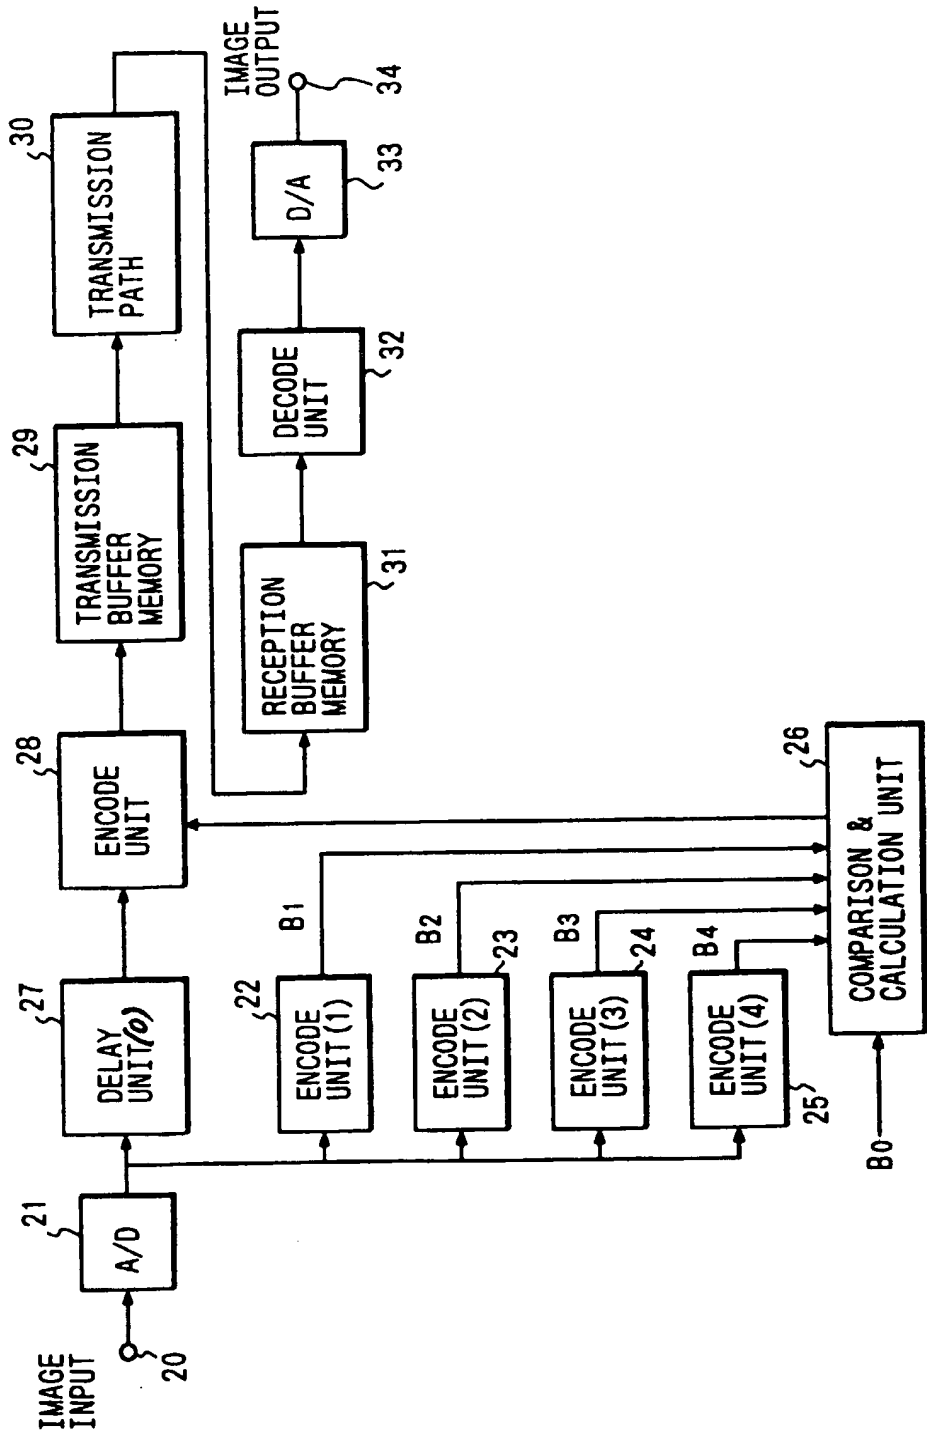 IMAGE
INPUT
20
21
A/D
27
DELAY
UNIT(0)
28
ENCODE
UNIT
29
TRANSMISSION
BUFFER
MEMORY
30
TRANSMISSION
PATH
22
ENCODE
UNIT(1)
B1
ENCODE
UNIT(2)
23
B2
ENCODE
UNIT(3)
24
B3
ENCODE
UNIT(4)
25
B4
B0
26
COMPARISON &
CALCULATION UNIT
RECEPTION
BUFFER
MEMORY
31
DECODE
UNIT
32
D/A
33
IMAGE
OUTPUT
34